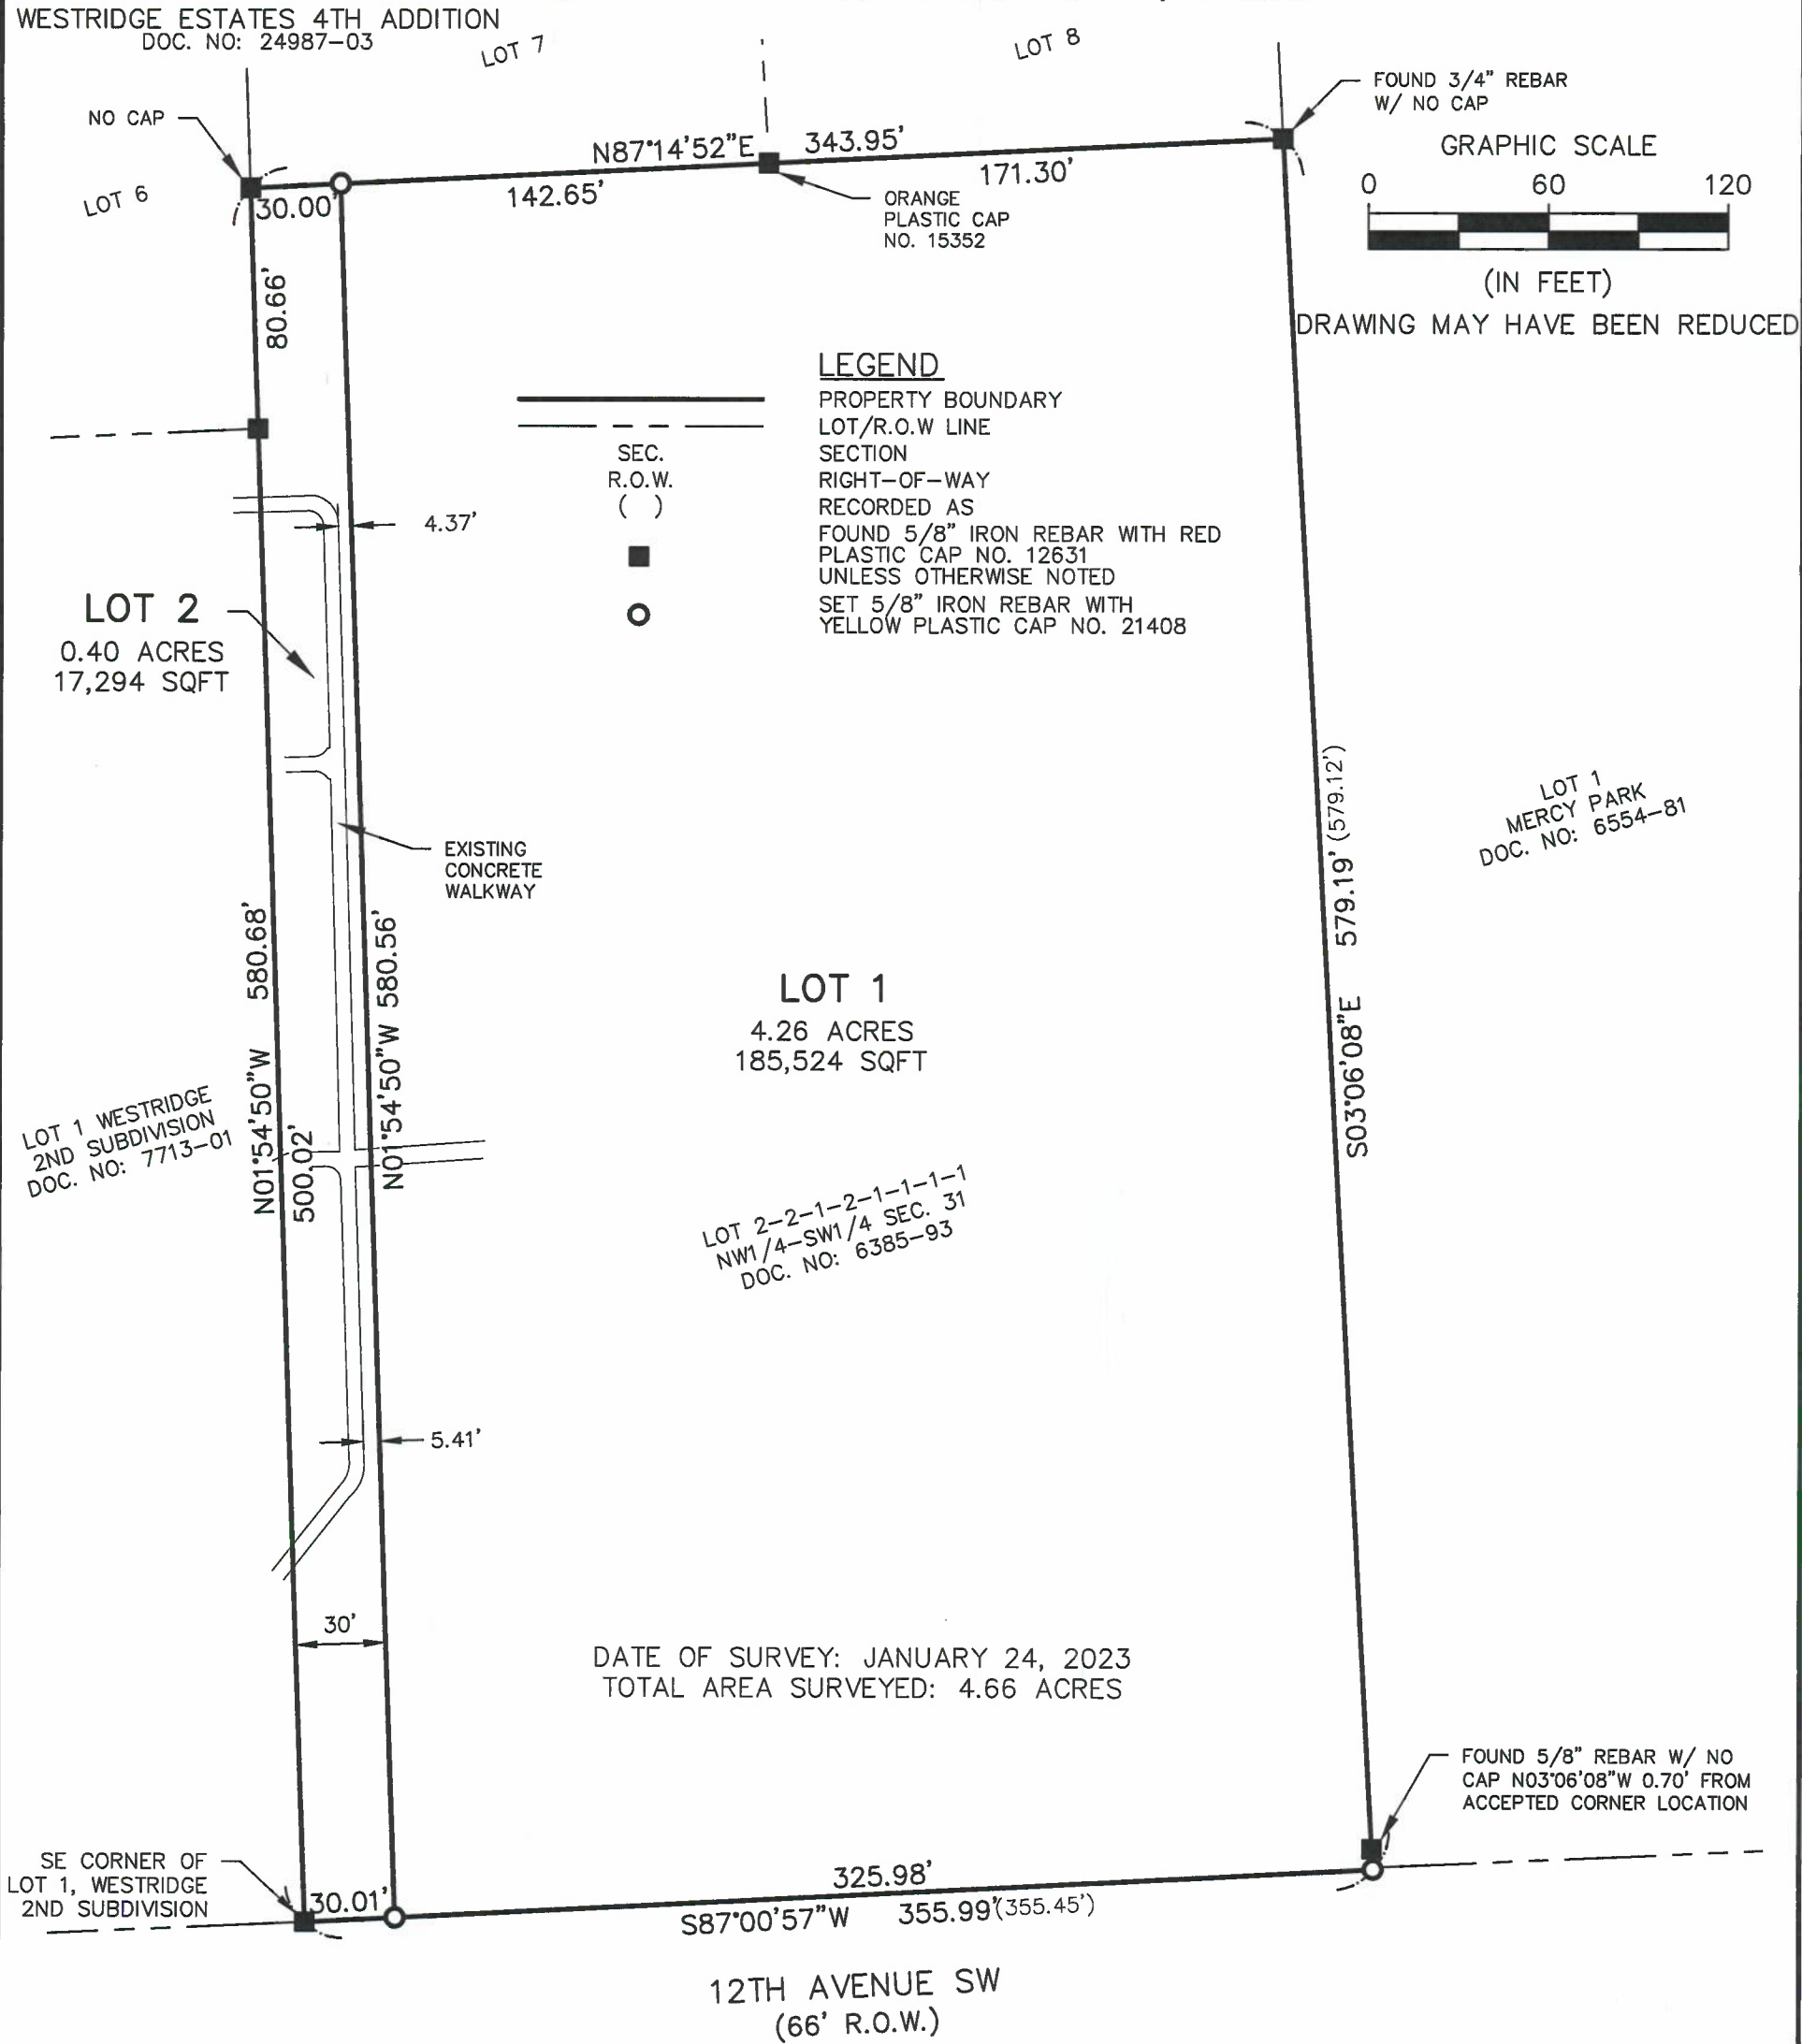 WESTRIDGE ESTATES 4TH ADDITION
DOC. NO: 24987-03
LOT 7
LOT 8
FOUND 3/4" REBAR
W/ NO CAP
NO CAP
GRAPHIC SCALE
0 60 120
(IN FEET)
DRAWING MAY HAVE BEEN REDUCED
N87°14'52"E 343.95'
LOT 6
30.00'
142.65'
171.30'
ORANGE
PLASTIC CAP
NO. 15352
80.66'
LEGEND
PROPERTY BOUNDARY
LOT/R.O.W LINE
SEC. SECTION
R.O.W. RIGHT-OF-WAY
( ) RECORDED AS
FOUND 5/8" IRON REBAR WITH RED
PLASTIC CAP NO. 12631
UNLESS OTHERWISE NOTED
SET 5/8" IRON REBAR WITH
YELLOW PLASTIC CAP NO. 21408
4.37'
LOT 2
0.40 ACRES
17,294 SQFT
EXISTING
CONCRETE
WALKWAY
LOT 1
MERCY PARK
DOC. NO: 6554-81
N01°54'50"W 580.68'
500.02'
N01°54'50"W 580.56'
LOT 1
4.26 ACRES
185,524 SQFT
S03°06'08"E 579.19' (579.12')
LOT 1 WESTRIDGE
2ND SUBDIVISION
DOC. NO: 7713-01
LOT 2-2-1-2-1-1-1-1
NW1/4-SW1/4 SEC. 31
DOC. NO: 6385-93
5.41'
30'
DATE OF SURVEY: JANUARY 24, 2023
TOTAL AREA SURVEYED: 4.66 ACRES
FOUND 5/8" REBAR W/ NO
CAP N03°06'08"W 0.70' FROM
ACCEPTED CORNER LOCATION
SE CORNER OF
LOT 1, WESTRIDGE
2ND SUBDIVISION
30.01'
325.98'
S87°00'57"W 355.99'(355.45')
12TH AVENUE SW
(66' R.O.W.)